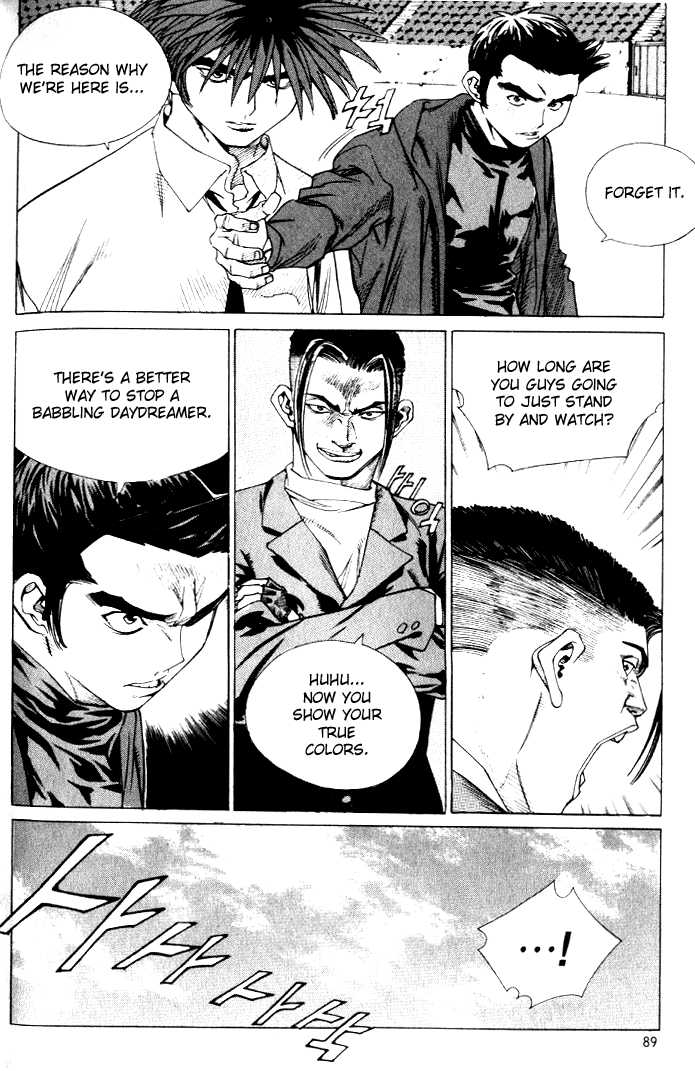 THE REASON WHY
WE'RE HERE IS...
척
FORGET IT.
THERE'S A BETTER
WAY TO STOP A
BABBLING DAYDREAMER.
HUHU...
NOW YOU
SHOW YOUR
TRUE
COLORS.
HOW LONG ARE
YOU GUYS GOING
TO JUST STAND
BY AND WATCH?
...!
89